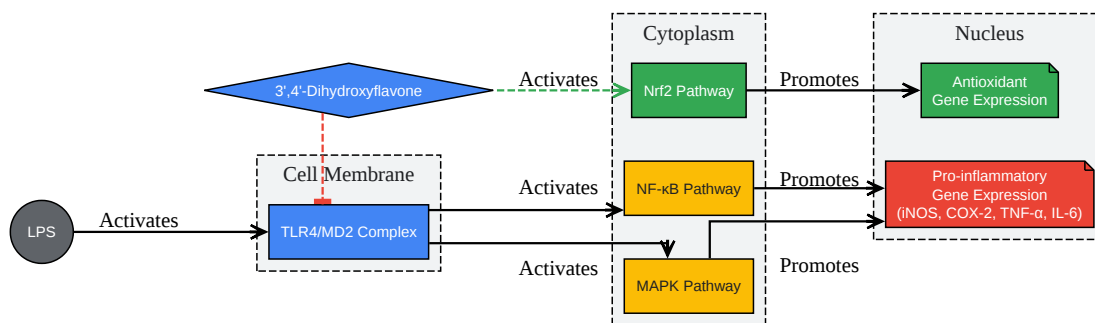 Cytoplasm
Nucleus
3',4'-Dihydroxyflavone
Activates
Nrf2 Pathway
Promotes
Antioxidant
Gene Expression
Cell Membrane
LPS
Activates
TLR4/MD2 Complex
Activates
NF-κB Pathway
Promotes
Pro-inflammatory
Gene Expression
(iNOS, COX-2, TNF-α, IL-6)
Activates
MAPK Pathway
Promotes